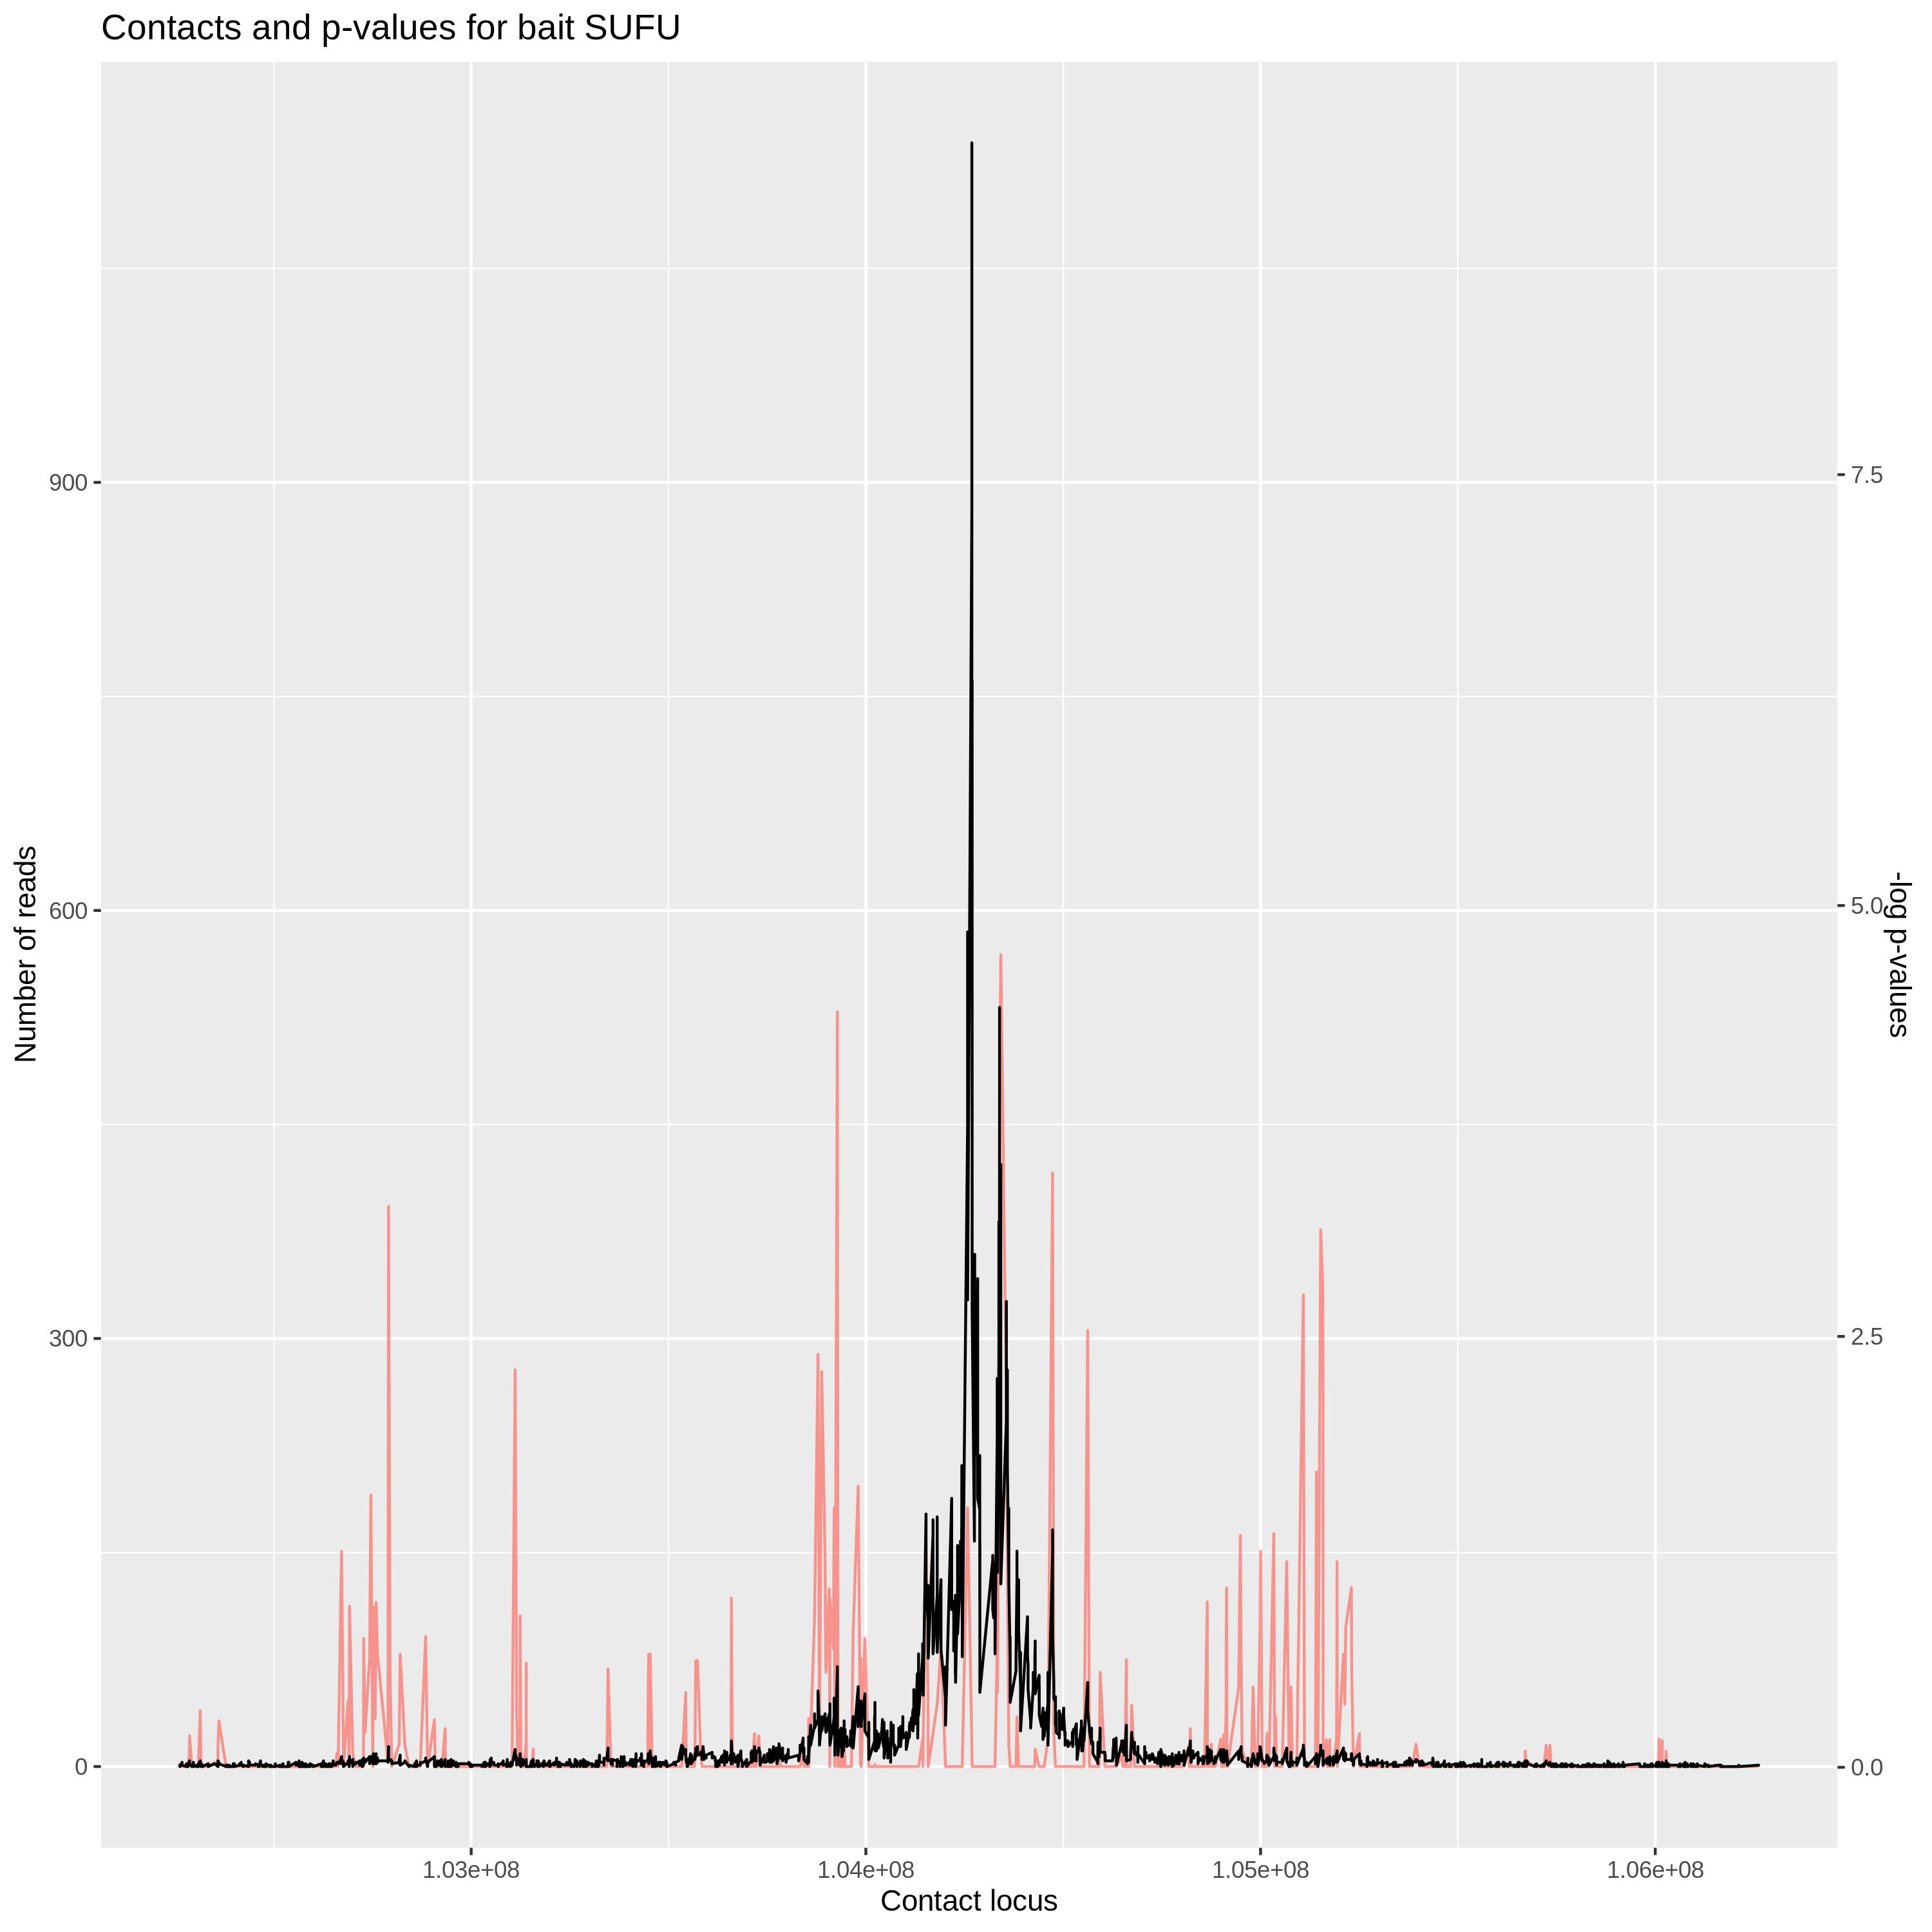 Contacts and p-values for bait SUFU
900
600
300
0
Number of reads
7.5
5.0
2.5
0.0
-log p-values
1.03e+08
1.04e+08
1.05e+08
1.06e+08
Contact locus